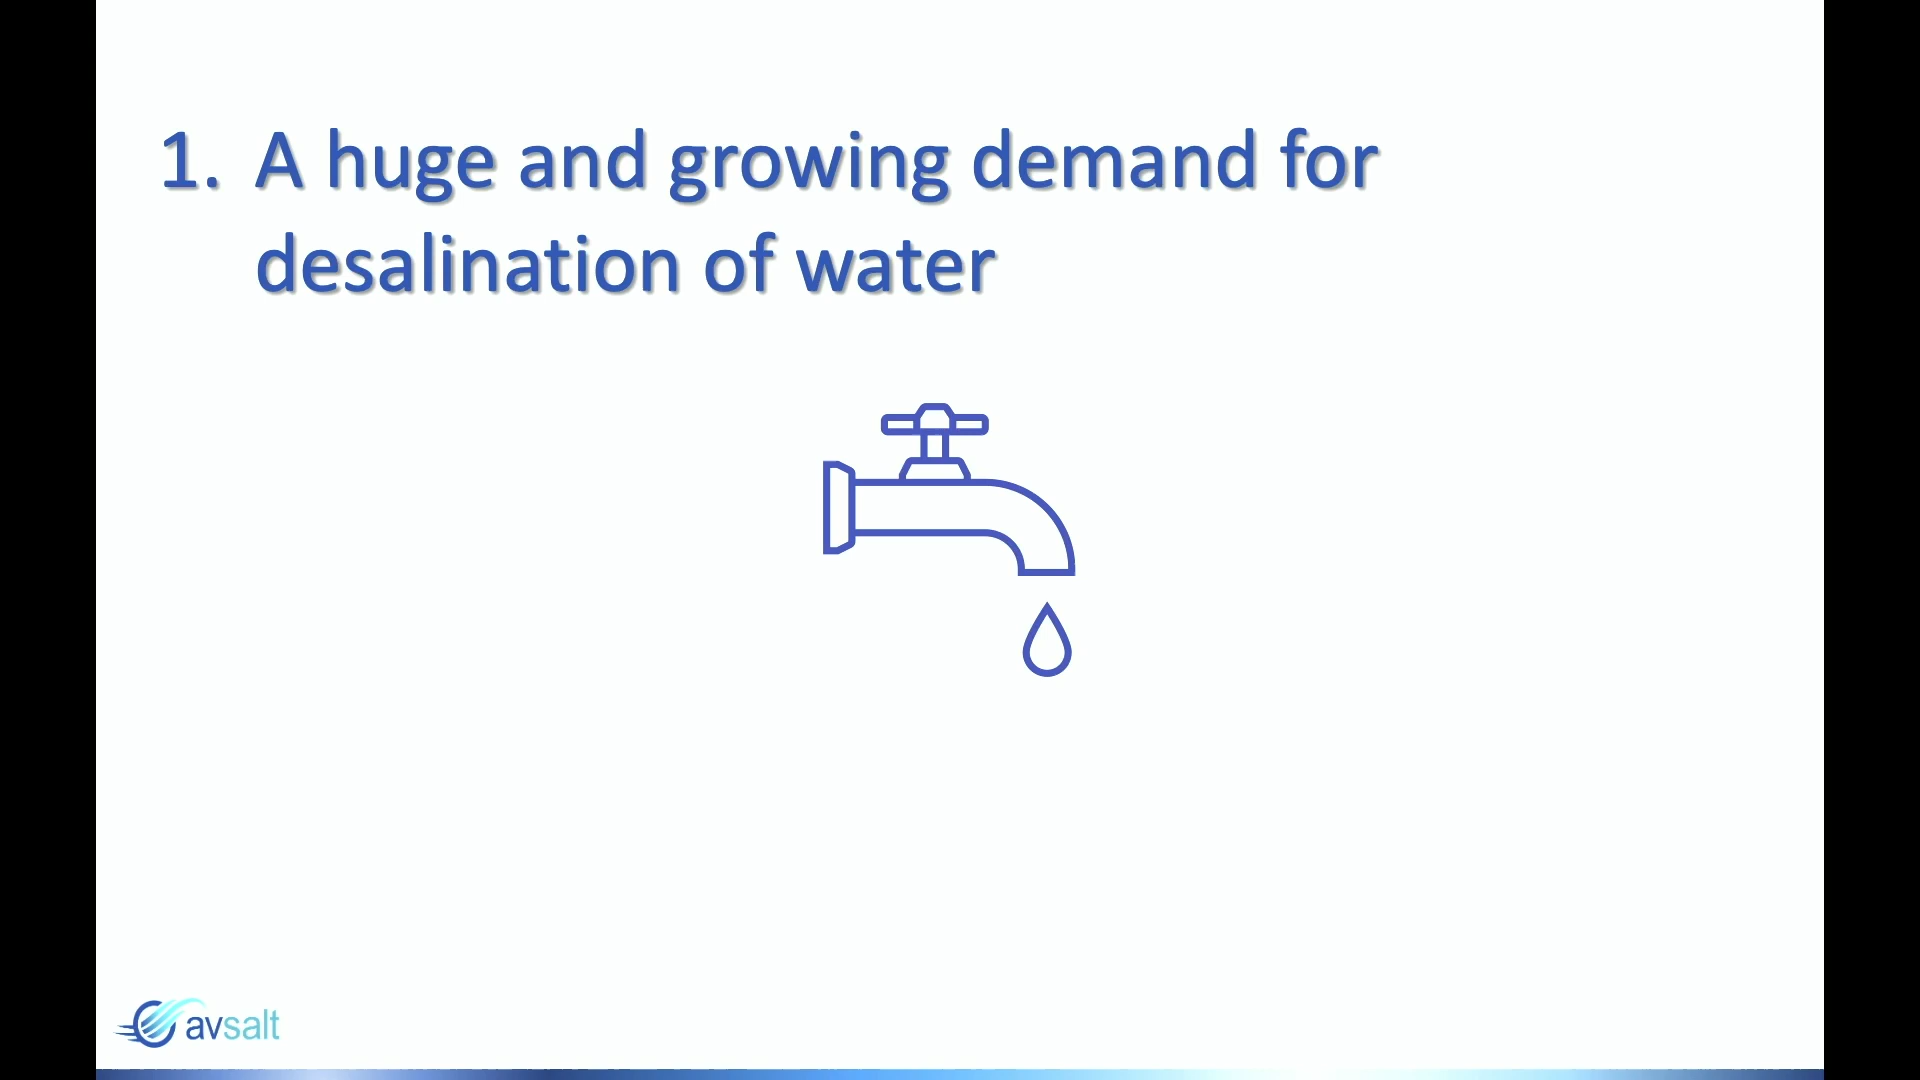 1. A huge and growing demand for
desalination of water
avsalt